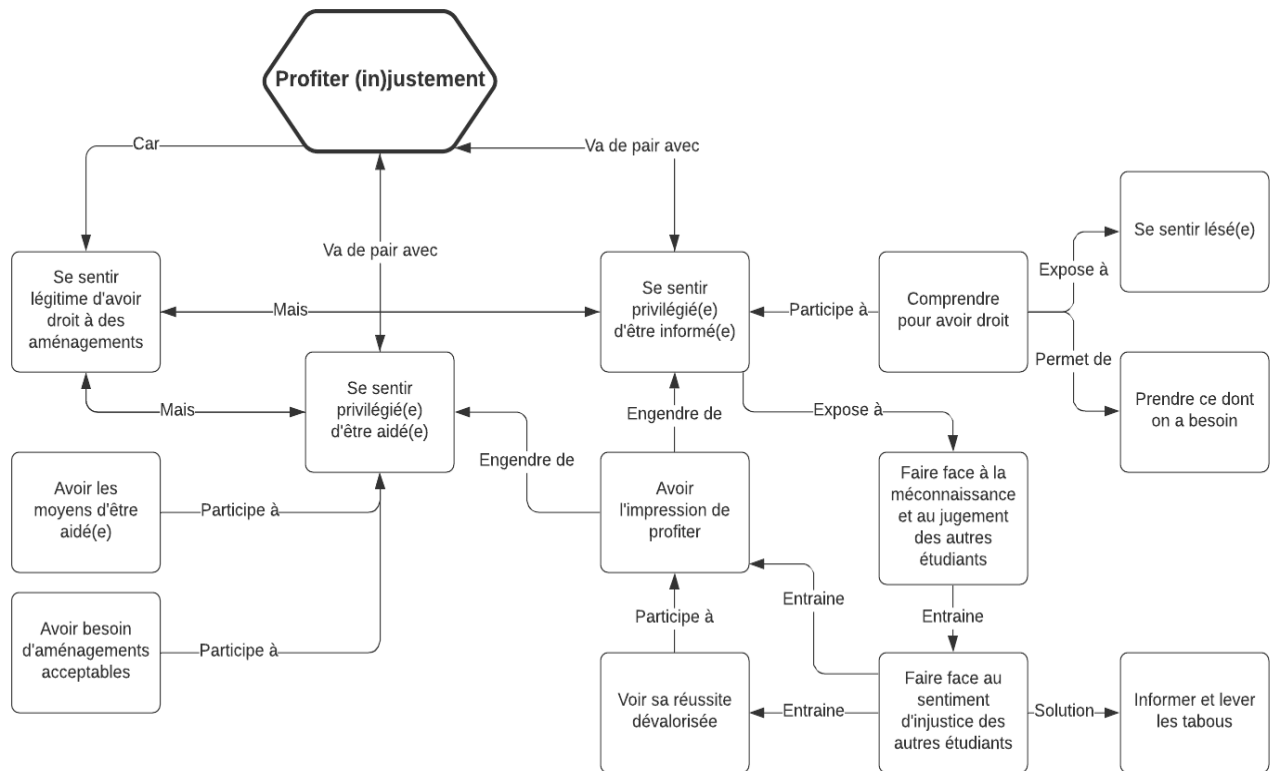 Profiter (in)justement
Car
Va de pair avec
Va de pair avec
Se sentir
légitime d'avoir
droit à des
aménagements
Mais
Se sentir
privilégié(e)
d'être informé(e)
Participe à
Comprendre
pour avoir droit
Expose à
Se sentir lésé(e)
Permet de
Prendre ce dont
on a besoin
Mais
Se sentir
privilégié(e)
d'être aidé(e)
Engendre de
Engendre de
Expose à
Avoir les
moyens d'être
aidé(e)
Participe à
Avoir
l'impression de
profiter
Faire face à la
méconnaissance
et au jugement
des autres
étudiants
Avoir besoin
d'aménagements
acceptables
Participe à
Participe à
Entraine
Entraine
Voir sa réussite
dévalorisée
Entraine
Faire face au
sentiment
d'injustice des
autres étudiants
Solution
Informer et lever
les tabous